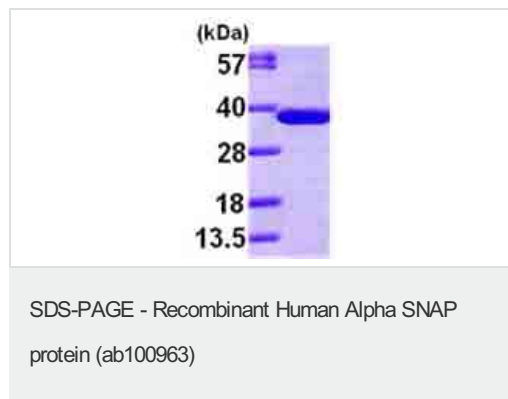 (kDa)
57
40
28
18
13.5
SDS-PAGE - Recombinant Human Alpha SNAP
protein (ab100963)